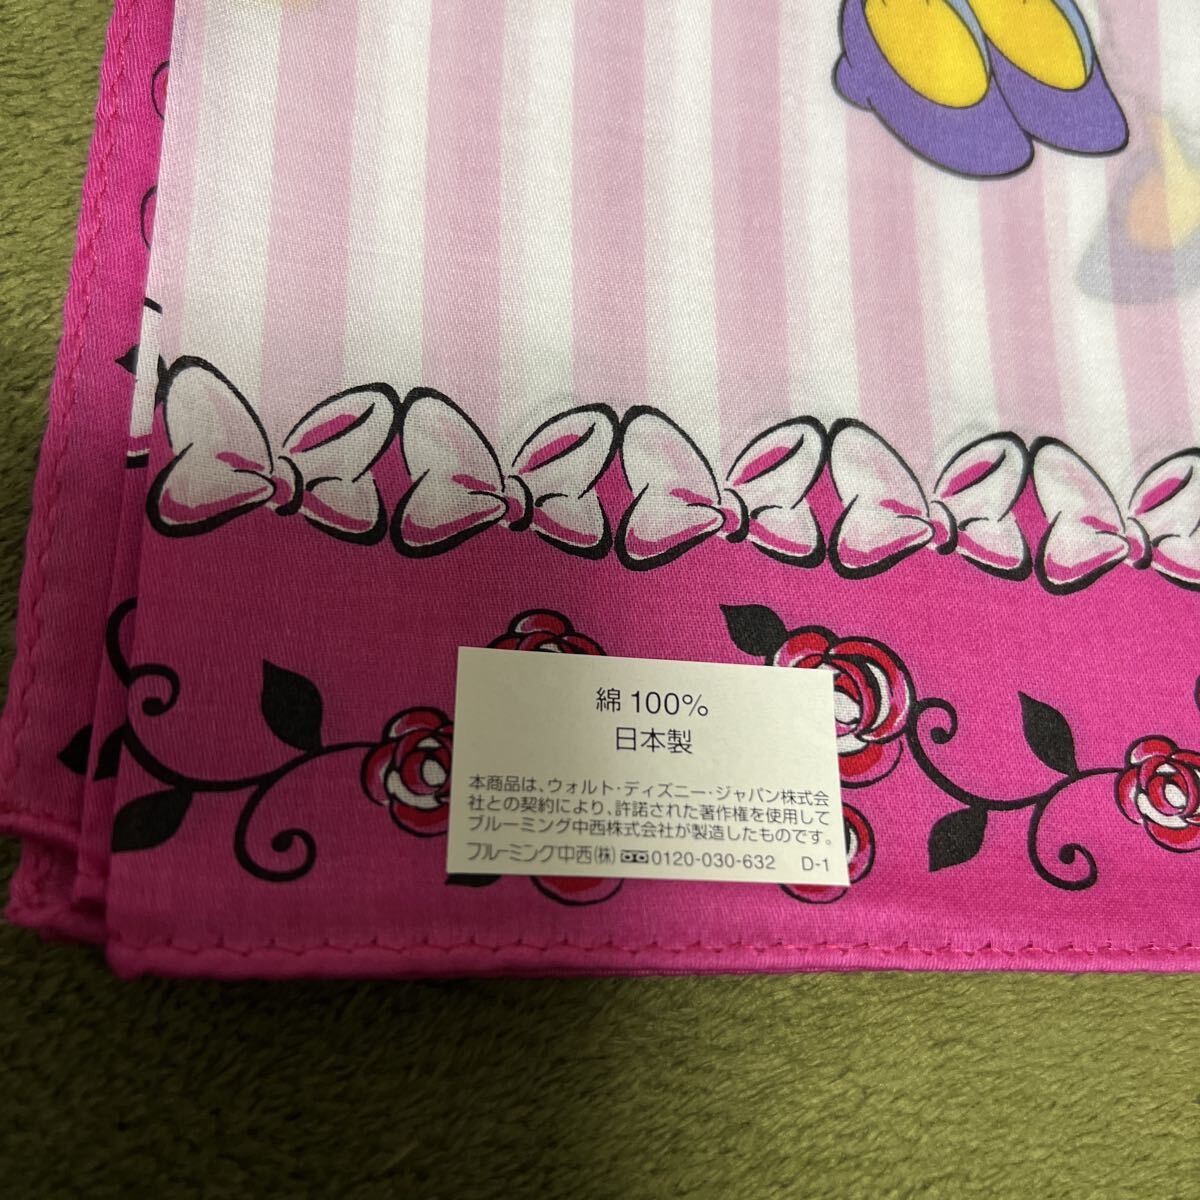 綿 100%
日本製
本商品は、ウォルト・ディズニー・ジャパン株式会
社との契約により、許諾された著作権を使用して
ブルーミング中西株式会社が製造したものです。
ブルーミング中西(株) 0120-030-632 D-1